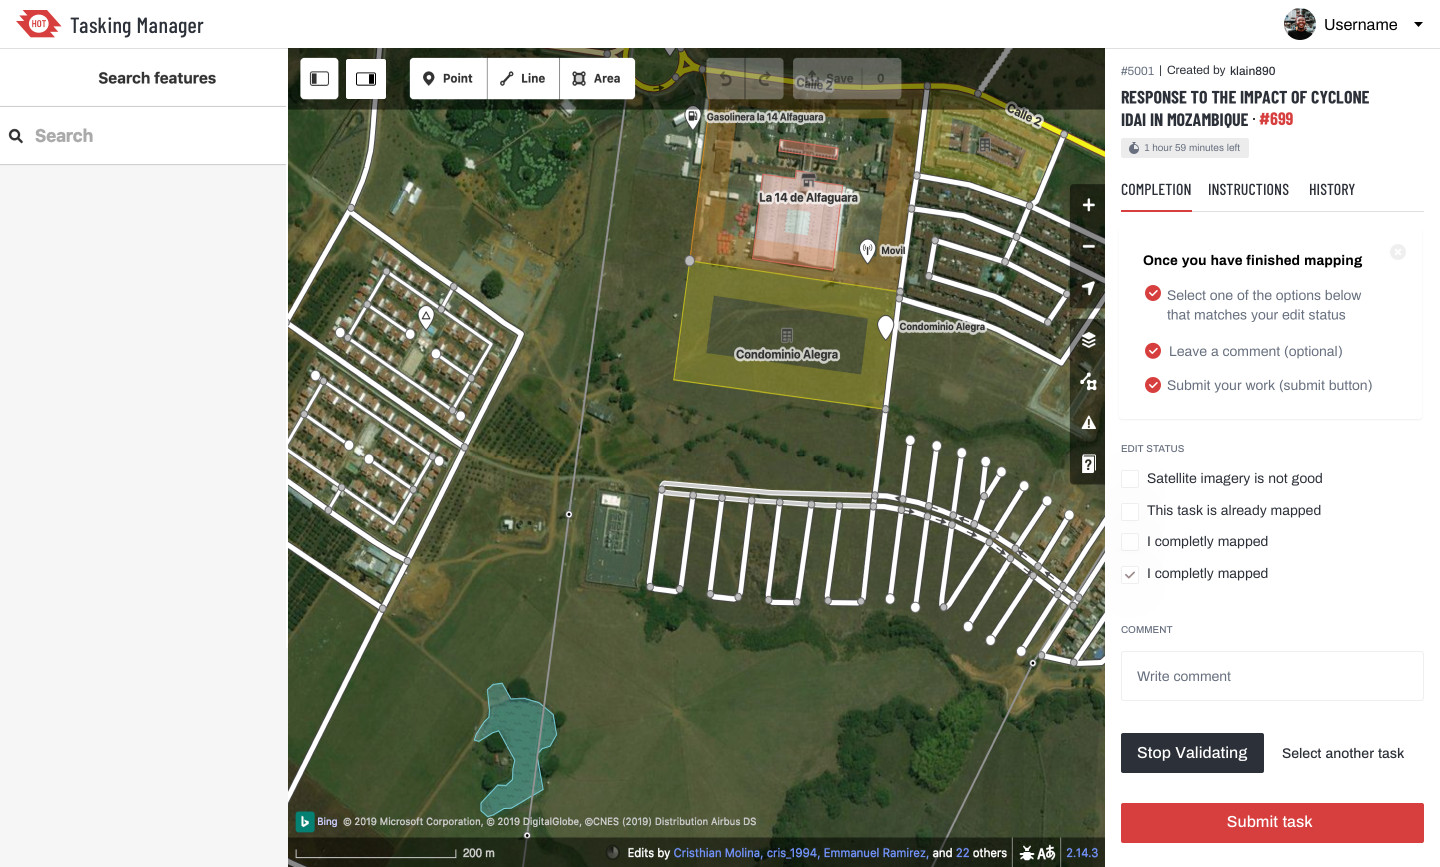 HOT
Tasking Manager
Username
Search features
Search
Point
Line
Area
Save
0
Calle 2
Calle 2
Gasolinera la 14 Alfaguara
La 14 de Alfaguara
Movil
Condominio Alegra
Condominio Alegra
b Bing © 2019 Microsoft Corporation, © 2019 DigitalGlobe, ©CNES (2019) Distribution Airbus DS
200 m
Edits by Cristhian Molina, cris_1994, Emmanuel Ramirez, and 22 others
2.14.3
#5001 | Created by klain890
RESPONSE TO THE IMPACT OF CYCLONE
IDAI IN MOZAMBIQUE · #699
1 hour 59 minutes left
COMPLETION INSTRUCTIONS HISTORY
Once you have finished mapping
Select one of the options below
that matches your edit status
Leave a comment (optional)
Submit your work (submit button)
EDIT STATUS
Satellite imagery is not good
This task is already mapped
I completly mapped
I completly mapped
COMMENT
Write comment
Stop Validating
Select another task
Submit task